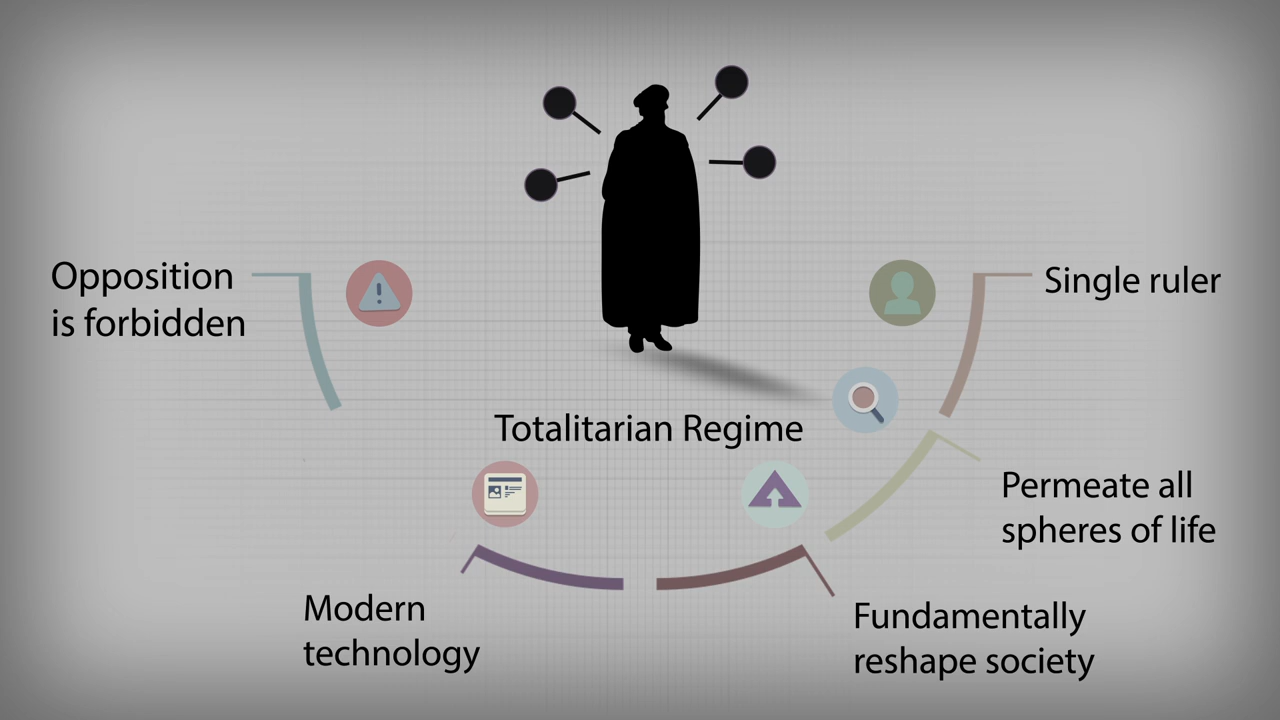 Opposition
is forbidden
Single ruler
Totalitarian Regime
Permeate all
spheres of life
Modern
technology
Fundamentally
reshape society